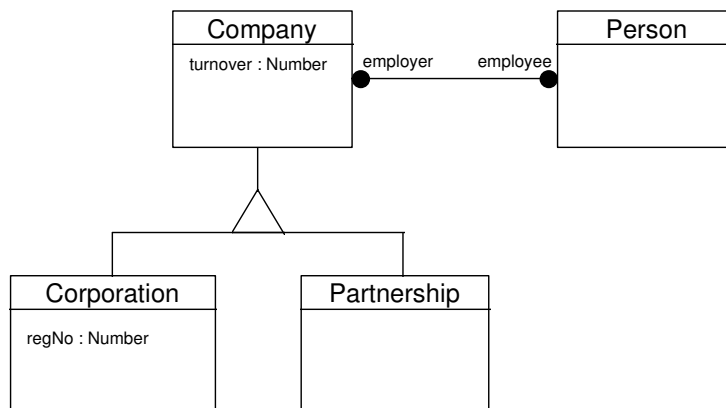 Company
Person
turnover : Number
employer
employee
Corporation
Partnership
regNo : Number